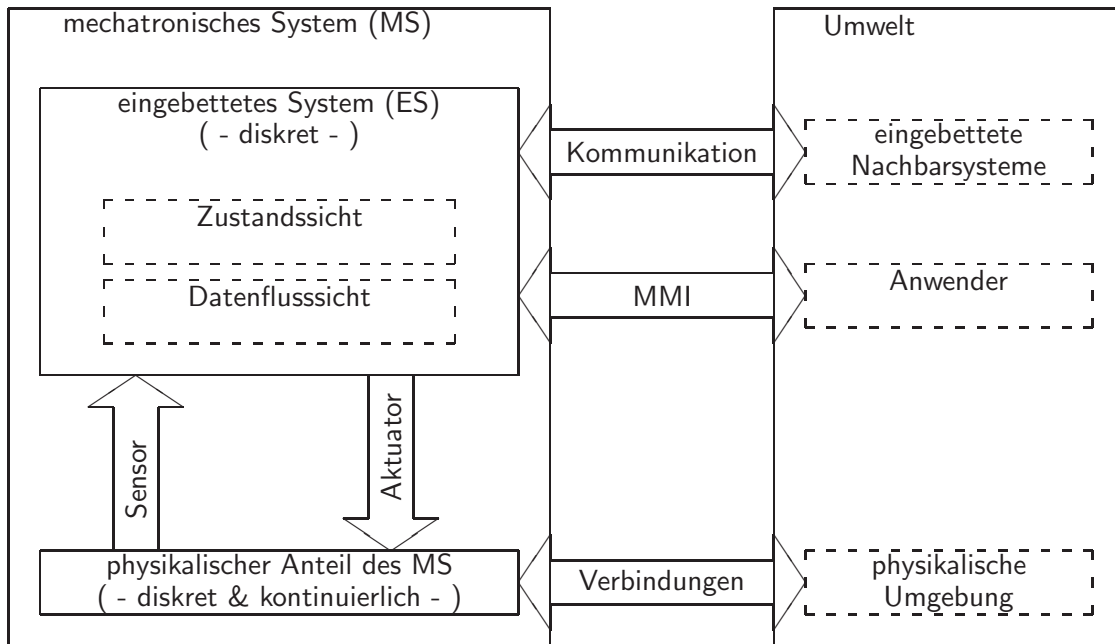 mechatronisches System (MS)
Umwelt
eingebettetes System (ES)
( - diskret - )
Kommunikation
eingebettete
Nachbarsysteme
Zustandssicht
Datenflusssicht
MMI
Anwender
Sensor
Aktuator
physikalischer Anteil des MS
( - diskret & kontinuierlich - )
Verbindungen
physikalische
Umgebung